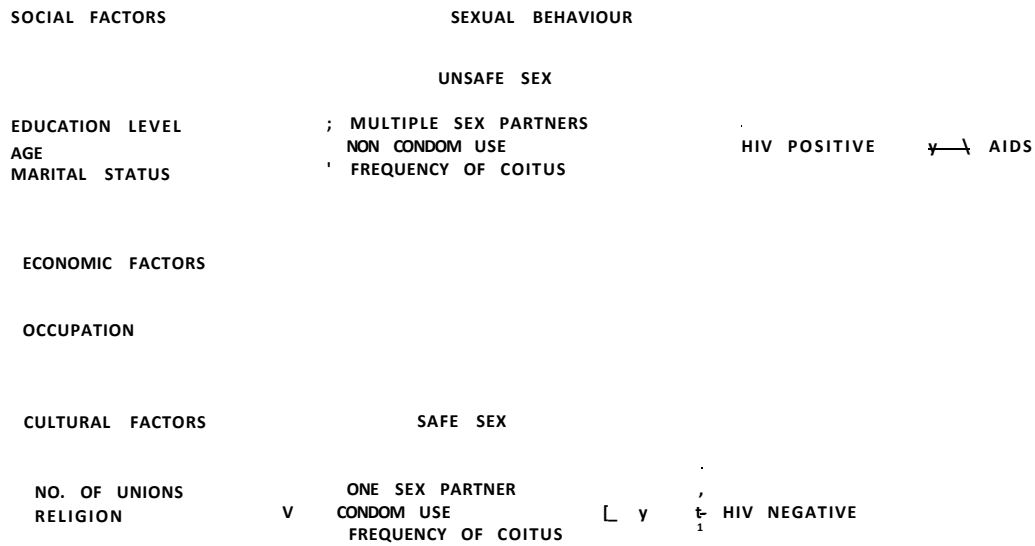 SOCIAL FACTORS SEXUAL BEHAVIOUR
UNSAFE SEX
EDUCATION LEVEL ; MULTIPLE SEX PARTNERS
AGE NON CONDOM USE HIV POSITIVE y \ AIDS
MARITAL STATUS ' FREQUENCY OF COITUS
ECONOMIC FACTORS
OCCUPATION
CULTURAL FACTORS SAFE SEX
NO. OF UNIONS ONE SEX PARTNER ,
RELIGION V CONDOM USE [_ y t- HIV NEGATIVE
FREQUENCY OF COITUS 1